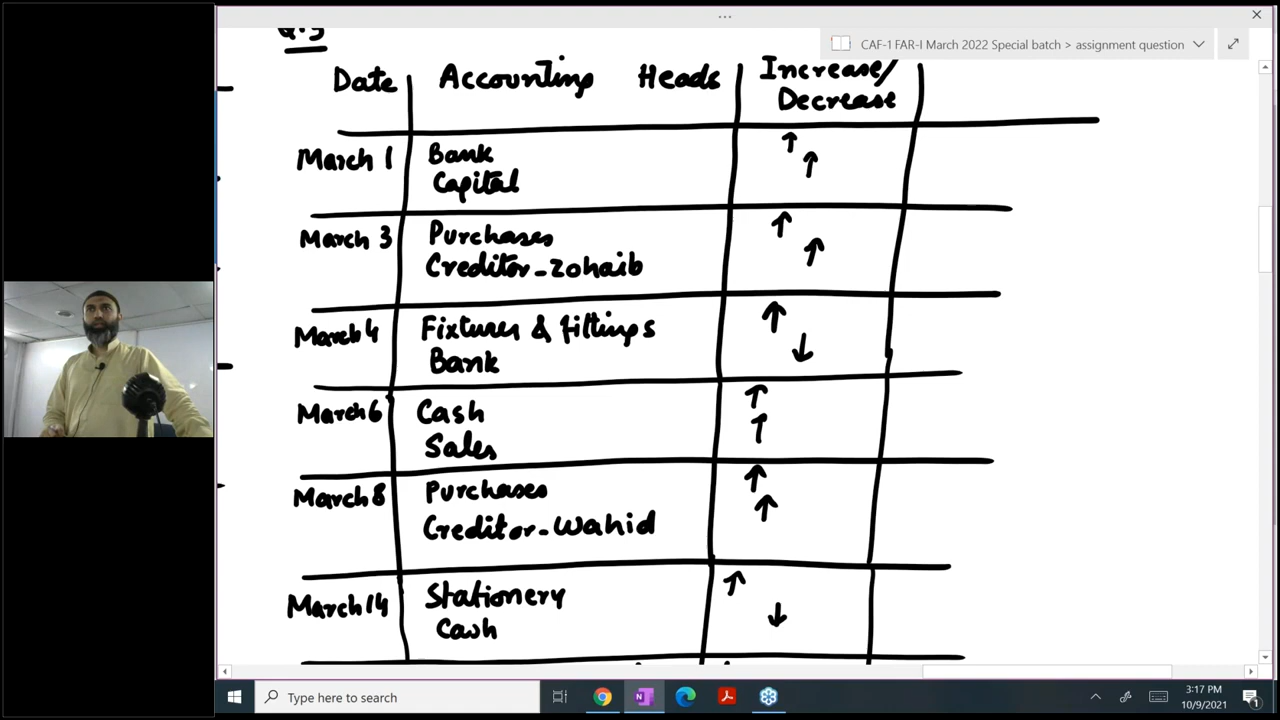 Q.3
CAF-1 FAR-I March 2022 Special batch > assignment question
Date Accounting Heads Increase/
Decrease
March 1 Bank ↑
Capital ↑
March 3 Purchases ↑
Creditor-Zohaib ↑
March 4 Fixtures & fittings ↑
Bank ↓
March 6 Cash ↑
Sales ↑
March 8 Purchases ↑
Creditor-Wahid ↑
March 14 Stationery ↑
Cash ↓
Type here to search
3:17 PM
10/9/2021
1